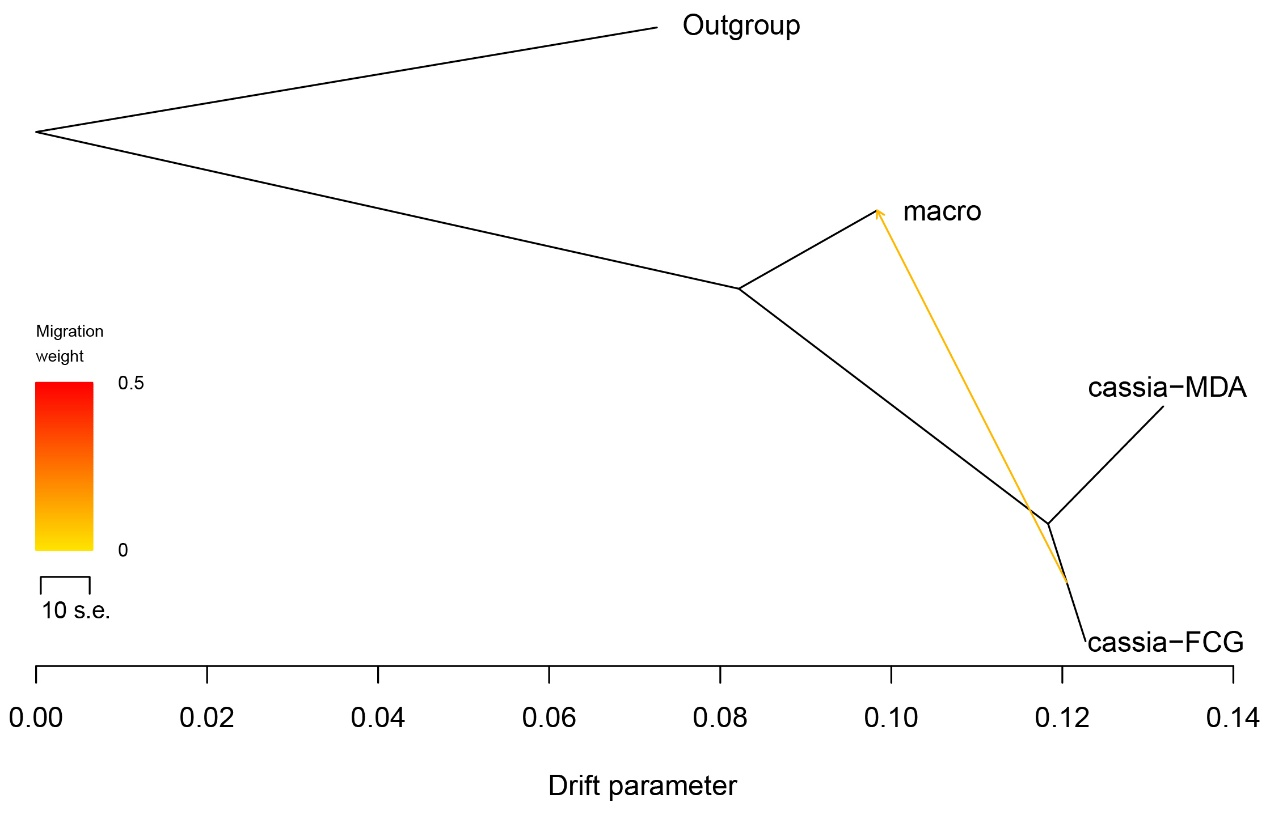 Outgroup
macro
cassia−MDA
cassia−FCG
Migration
weight
0.5
0
10 s.e.
0.00 0.02 0.04 0.06 0.08 0.10 0.12 0.14
Drift parameter